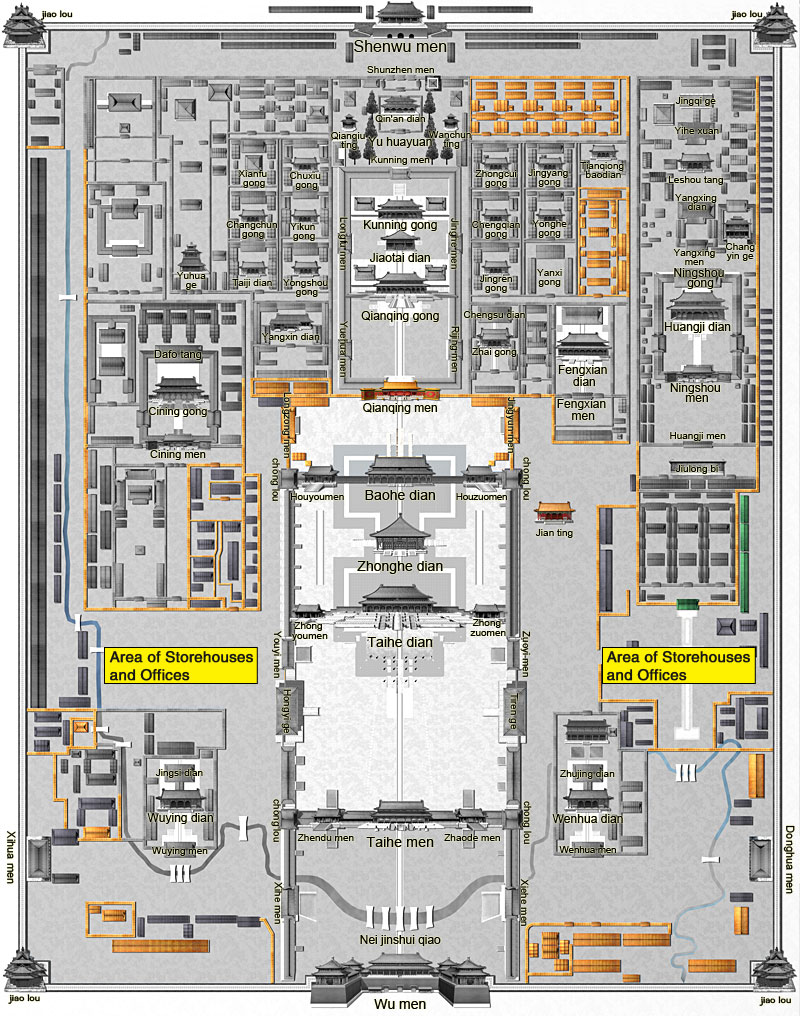 jiao lou
jiao lou
Shenwu men
Shunzhen men
Jingqi ge
Qin'an dian
Yihe xuan
Qianqiu
ting
Yu huayuan
Wanchun
ting
Kunning men
Tianqiong
baodian
Leshou tang
Xianfu
gong
Chuxiu
gong
Zhongcui
gong
Jingyang
gong
Yangxing
dian
Changchun
gong
Yikun
gong
Longfu men
Kunning gong
Jiaotai dian
Jingren men
Chengqian
gong
Yonghe
gong
Yangxing
men
Chang
yin ge
Yuhua
ge
Taiji dian
Yongshou
gong
Qianqing gong
Jingren
gong
Yanxi
gong
Ningshou
gong
Huangji dian
Chengsu dian
Yangxin dian
Yuehua men
Rijing men
Zhai gong
Dafo tang
Fengxian
dian
Ningshou
men
Cining gong
Longzong men
Qianqing men
Jingyun men
Fengxian
men
Cining men
Huangji men
chong lou
chong lou
Jiulong bi
Houyoumen
Baohe dian
Houzuomen
Jian ting
Zhonghe dian
Zhong
youmen
Zhong
zuomen
Taihe dian
Youyi men
Zuoyi men
Area of Storehouses
and Offices
Area of Storehouses
and Offices
Hongyi ge
Tiren ge
Jingsi dian
Zhujing dian
Wuying dian
Wenhua dian
chong lou
chong lou
Zhendu men
Taihe men
Zhaode men
Wuying men
Wenhua men
Xihua men
Donghua men
Xihe men
Xiehe men
Nei jinshui qiao
jiao lou
Wu men
jiao lou